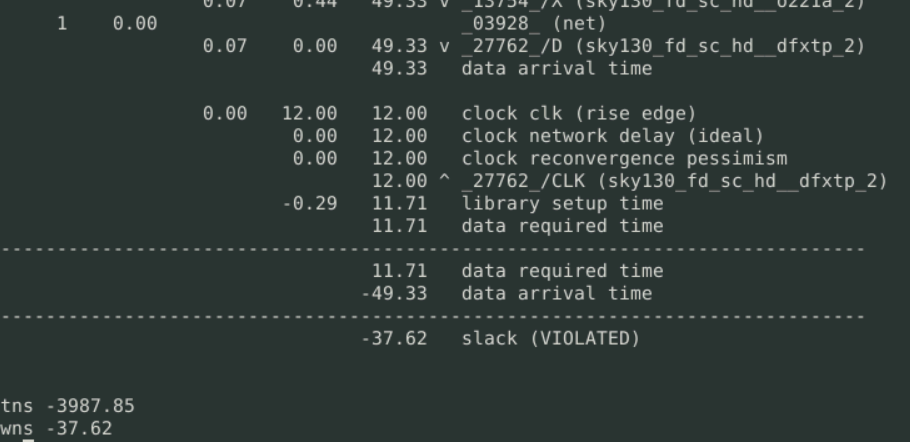 0.07 0.44 49.33 v _13754_/X (sky130_fd_sc_hd__o221a_2)
1 0.00 _03928_ (net)
0.07 0.00 49.33 v _27762_/D (sky130_fd_sc_hd__dfxtp_2)
49.33 data arrival time
0.00 12.00 12.00 clock clk (rise edge)
0.00 12.00 clock network delay (ideal)
0.00 12.00 clock reconvergence pessimism
12.00 ^ _27762_/CLK (sky130_fd_sc_hd__dfxtp_2)
-0.29 11.71 library setup time
11.71 data required time
-----------------------------------------------------------------------------
11.71 data required time
-49.33 data arrival time
-----------------------------------------------------------------------------
-37.62 slack (VIOLATED)
tns -3987.85
wns -37.62